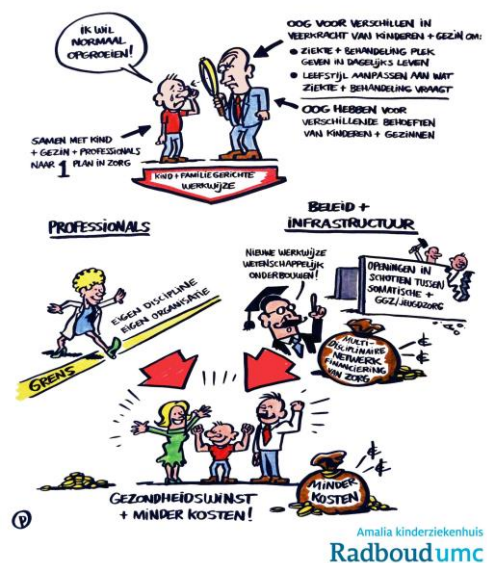 IK WIL
NORMAAL
OPGROEIEN!
OOG VOOR VERSCHILLEN IN
VEERKRACHT VAN KINDEREN + GEZIN OM:
● ZIEKTE + BEHANDELING PLEK
GEVEN IN DAGELIJKS LEVEN
● LEEFSTIJL AANPASSEN AAN WAT
ZIEKTE + BEHANDELING VRAAGT
OOG HEBBEN VOOR
VERSCHILLENDE BEHOEFTEN
VAN KINDEREN + GEZINNEN
SAMEN MET KIND
+ GEZIN + PROFESSIONALS
NAAR 1 PLAN IN ZORG
KIND + FAMILIEGERICHTE
WERKWIJZE
PROFESSIONALS
EIGEN DISCIPLINE
EIGEN ORGANISATIE
GRENS
BELEID +
INFRASTRUCTUUR
NIEUWE WERKWIJZE
WETENSCHAPPELIJK
ONDERBOUWEN!
OPENINGEN IN
SCHOTTEN TUSSEN
SOMATISCHE +
GGZ/JEUGDZORG
MULTI-
DISCIPLINAIRE
NETWERK
FINANCIERING
VAN ZORG
GEZONDHEIDSWINST
+ MINDER KOSTEN!
MINDER
KOSTEN
P
Amalia kinderziekenhuis
Radboudumc